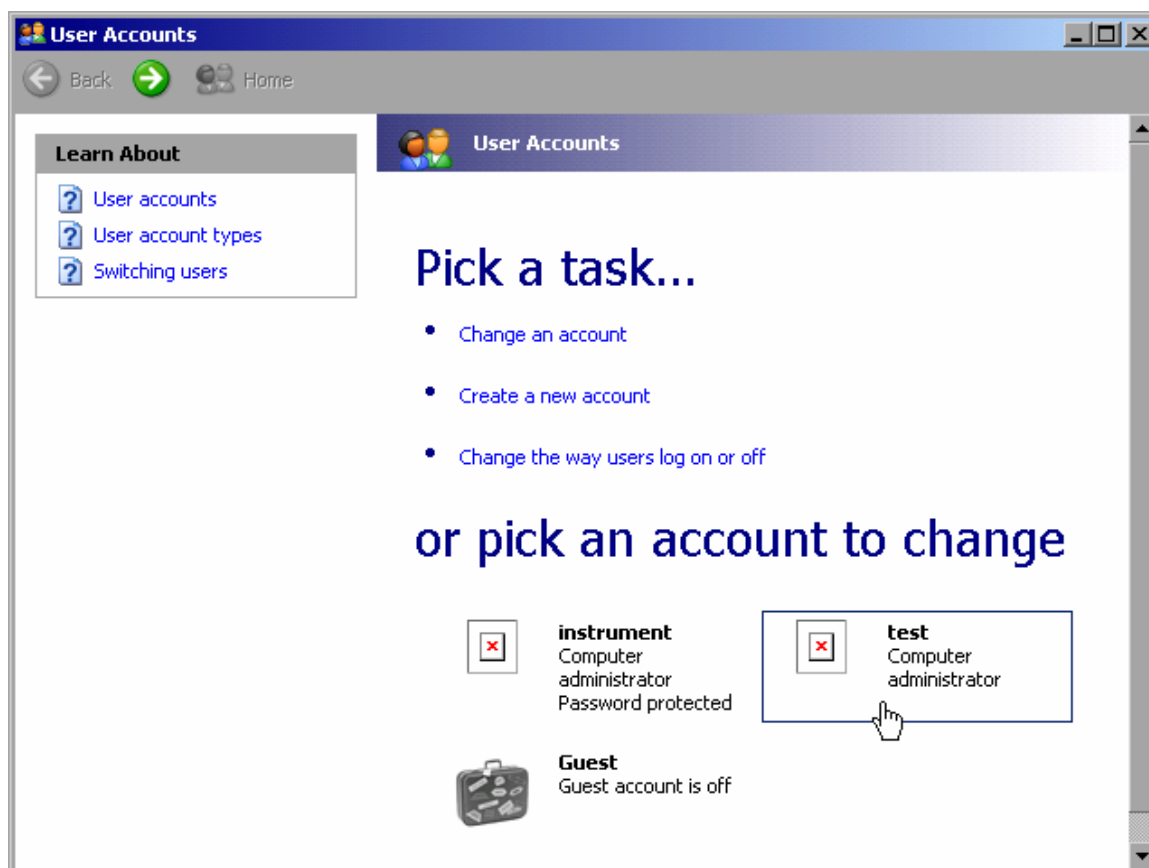 User Accounts
Back
Home
Learn About
User accounts
User account types
Switching users
User Accounts
Pick a task...
Change an account
Create a new account
Change the way users log on or off
or pick an account to change
instrument
Computer
administrator
Password protected
test
Computer
administrator
Guest
Guest account is off